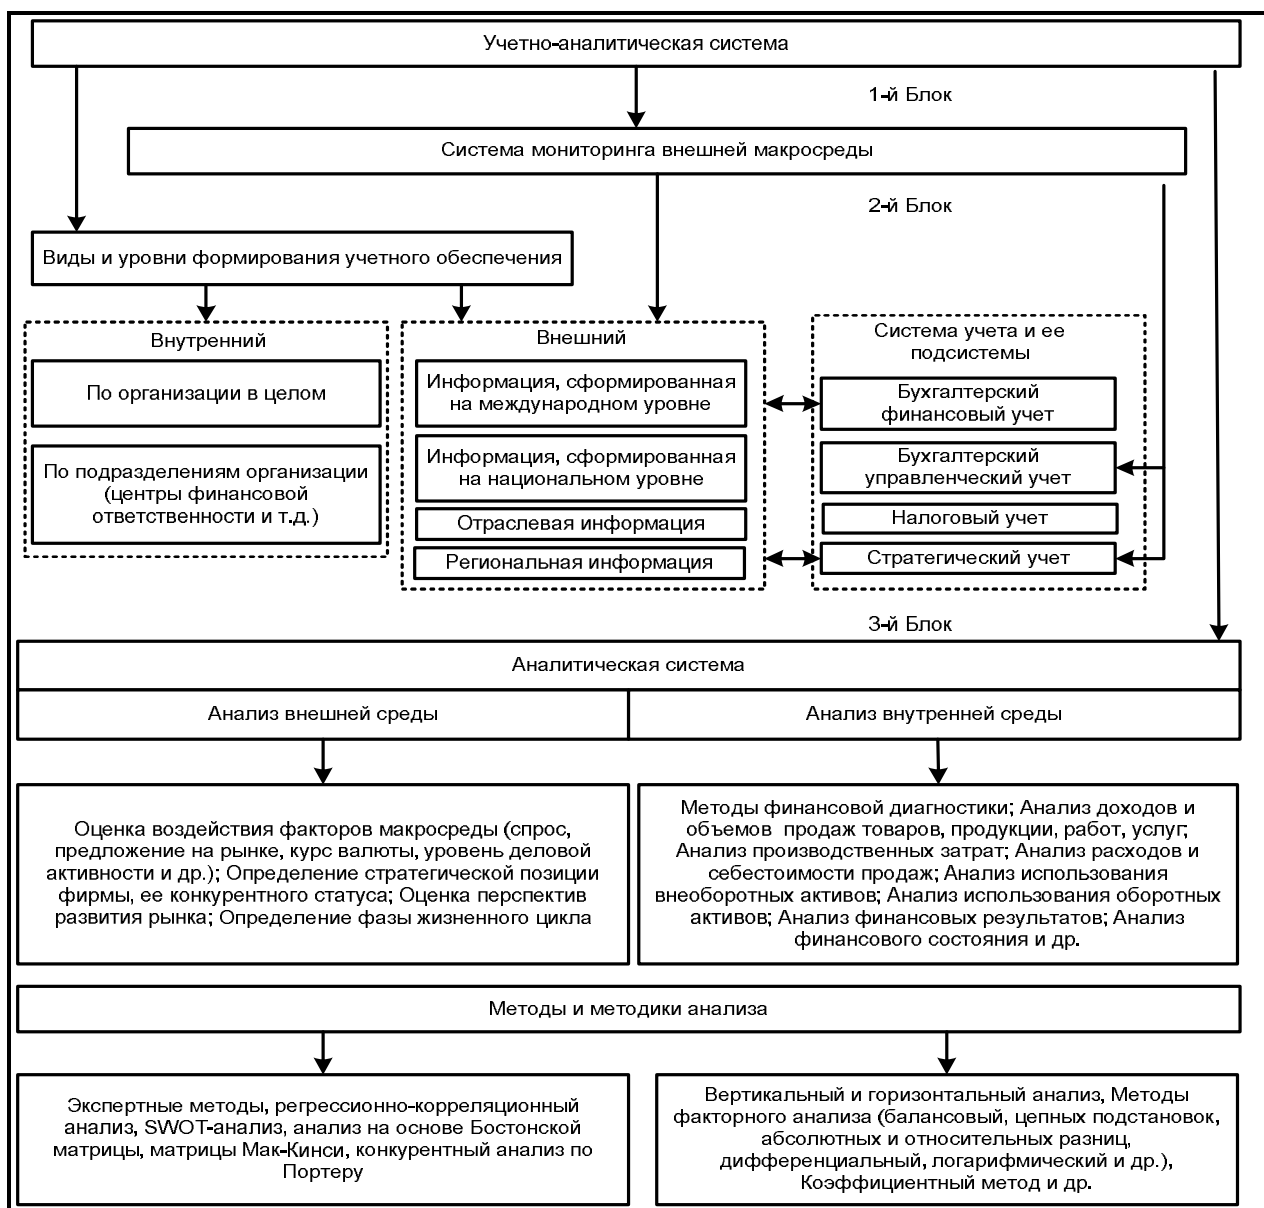 Учетно-аналитическая система
1-й Блок
Система мониторинга внешней макросреды
2-й Блок
Виды и уровни формирования учетного обеспечения
Внутренний
По организации в целом
По подразделениям организации
(центры финансовой
ответственности и т.д.)
Внешний
Информация, сформированная
на международном уровне
Информация, сформированная
на национальном уровне
Отраслевая информация
Региональная информация
Система учета и ее
подсистемы
Бухгалтерский
финансовый учет
Бухгалтерский
управленческий учет
Налоговый учет
Стратегический учет
3-й Блок
Аналитическая система
Анализ внешней среды
Анализ внутренней среды
Оценка воздействия факторов макросреды (спрос,
предложение на рынке, курс валюты, уровень деловой
активности и др.); Определение стратегической позиции
фирмы, ее конкурентного статуса; Оценка перспектив
развития рынка; Определение фазы жизненного цикла
Методы финансовой диагностики; Анализ доходов и
объемов продаж товаров, продукции, работ, услуг;
Анализ производственных затрат; Анализ расходов и
себестоимости продаж; Анализ использования
внеоборотных активов; Анализ использования оборотных
активов; Анализ финансовых результатов; Анализ
финансового состояния и др.
Методы и методики анализа
Экспертные методы, регрессионно-корреляционный
анализ, SWOT-анализ, анализ на основе Бостонской
матрицы, матрицы Мак-Кинси, конкурентный анализ по
Портеру
Вертикальный и горизонтальный анализ, Методы
факторного анализа (балансовый, цепных подстановок,
абсолютных и относительных разниц,
дифференциальный, логарифмический и др.),
Коэффициентный метод и др.